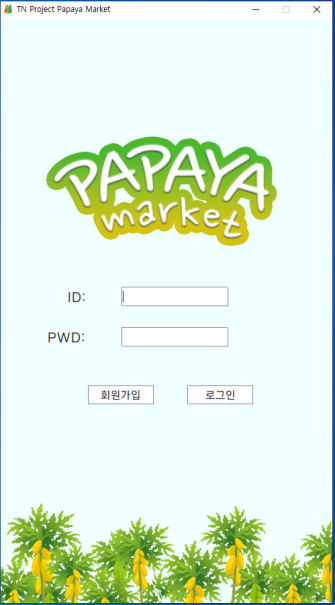 TN Project Papaya Market
PAPAYA
market
ID:
PWD:
회원가입 로그인